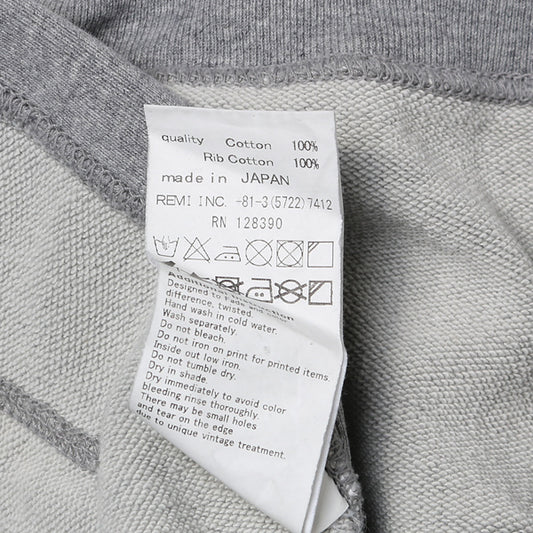 quality Cotton 100%
Rib Cotton 100%
made in JAPAN
REMI INC. -81-3(5722)7412
RN 128390
Additional Instruction
Designed to Fade and color
difference, twisted.
Hand wash in cold water.
Wash separately.
Do not bleach.
Do not iron on print for printed items.
Inside out low iron.
Do not tumble dry.
Dry in shade.
Dry immediately to avoid color
bleeding rinse thoroughly.
There may be small holes
and tear on the edge
due to unique vintage treatment.